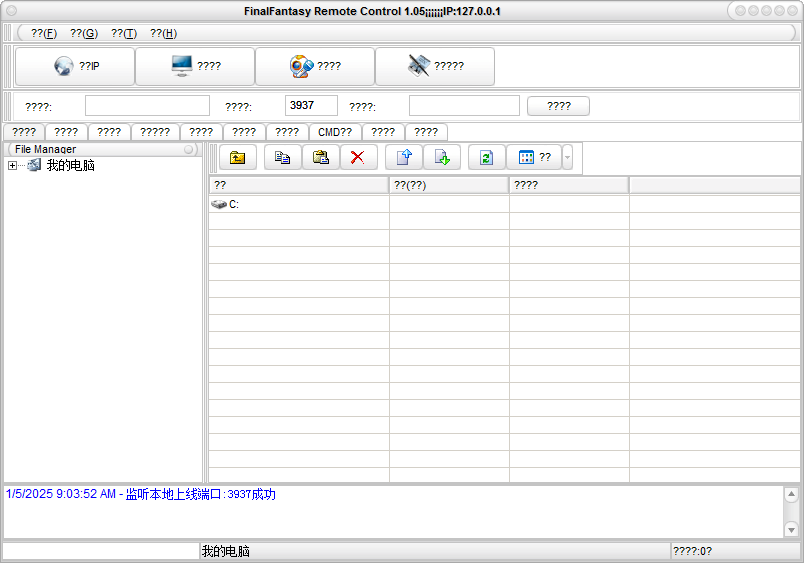 FinalFantasy Remote Control 1.05¡¡¡¡¡¡IP:127.0.0.1
??(F) ??(G) ??(T) ??(H)
??IP ???? ???? ?????
????: ????: 3937 ????: ????
???? ???? ???? ????? ???? ???? ???? CMD?? ???? ????
File Manager
我的电脑
??
?? ??(??) ????
C:
1/5/2025 9:03:52 AM - 监听本地上线端口:3937成功
我的电脑 ????:0?